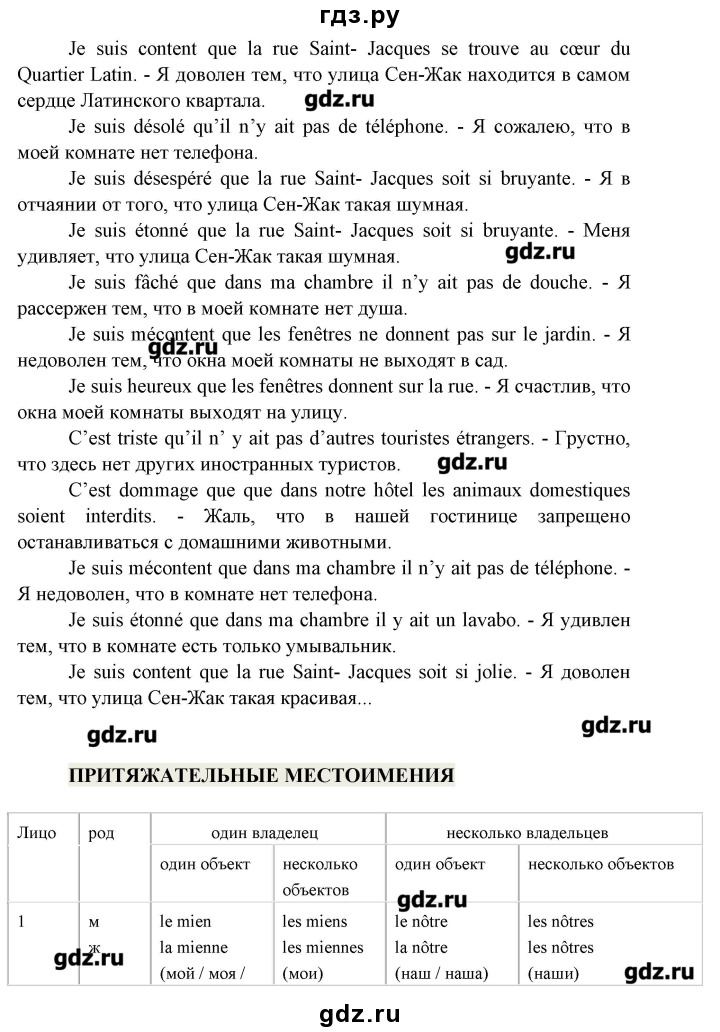 гдз.ру
Je suis content que la rue Saint- Jacques se trouve au cœur du
Quartier Latin. - Я доволен тем, что улица Сен-Жак находится в самом
сердце Латинского квартала.
gdz.ru
Je suis désolé qu’il n’y ait pas de téléphone. - Я сожалею, что в
моей комнате нет телефона.
Je suis désespéré que la rue Saint- Jacques soit si bruyante. - Я в
отчаянии от того, что улица Сен-Жак такая шумная.
Je suis étonné que la rue Saint- Jacques soit si bruyante. - Меня
удивляет, что улица Сен-Жак такая шумная.
gdz.ru
Je suis fâché que dans ma chambre il n’y ait pas de douche. - Я
рассержен тем, что в моей комнате нет душа.
Je suis mécontent que les fenêtres ne donnent pas sur le jardin. - Я
недоволен тем, что окна моей комнаты не выходят в сад.
gdz.ru
Je suis heureux que les fenêtres donnent sur la rue. - Я счастлив, что
окна моей комнаты выходят на улицу.
C’est triste qu’il n’ y ait pas d’autres touristes étrangers. - Грустно,
что здесь нет других иностранных туристов.
gdz.ru
C’est dommage que que dans notre hôtel les animaux domestiques
soient interdits. - Жаль, что в нашей гостинице запрещено
останавливаться с домашними животными.
Je suis mécontent que dans ma chambre il n’y ait pas de téléphone. -
Я недоволен, что в комнате нет телефона.
Je suis étonné que dans ma chambre il y ait un lavabo. - Я удивлен
тем, что в комнате есть только умывальник.
Je suis content que la rue Saint- Jacques soit si jolie. - Я доволен
тем, что улица Сен-Жак такая красивая...
gdz.ru
gdz.ru
ПРИТЯЖАТЕЛЬНЫЕ МЕСТОИМЕНИЯ
Лицо род один владелец несколько владельцев
один объект несколько один объект несколько объектов
объектов
gdz.ru
1 м le mien les miens le nôtre les nôtres
ж la mienne les miennes la nôtre les nôtres
(мой / моя / (мои) (наш / наша) (наши)
gdz.ru
gdz.ru
gdz.ru